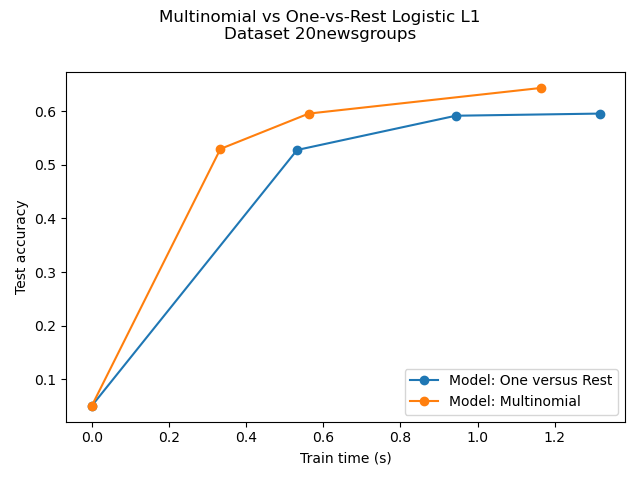 Multinomial vs One-vs-Rest Logistic L1
Dataset 20newsgroups
0.6
0.5
0.4
0.3
0.2
0.1
Test accuracy
Model: One versus Rest
Model: Multinomial
0.0 0.2 0.4 0.6 0.8 1.0 1.2
Train time (s)